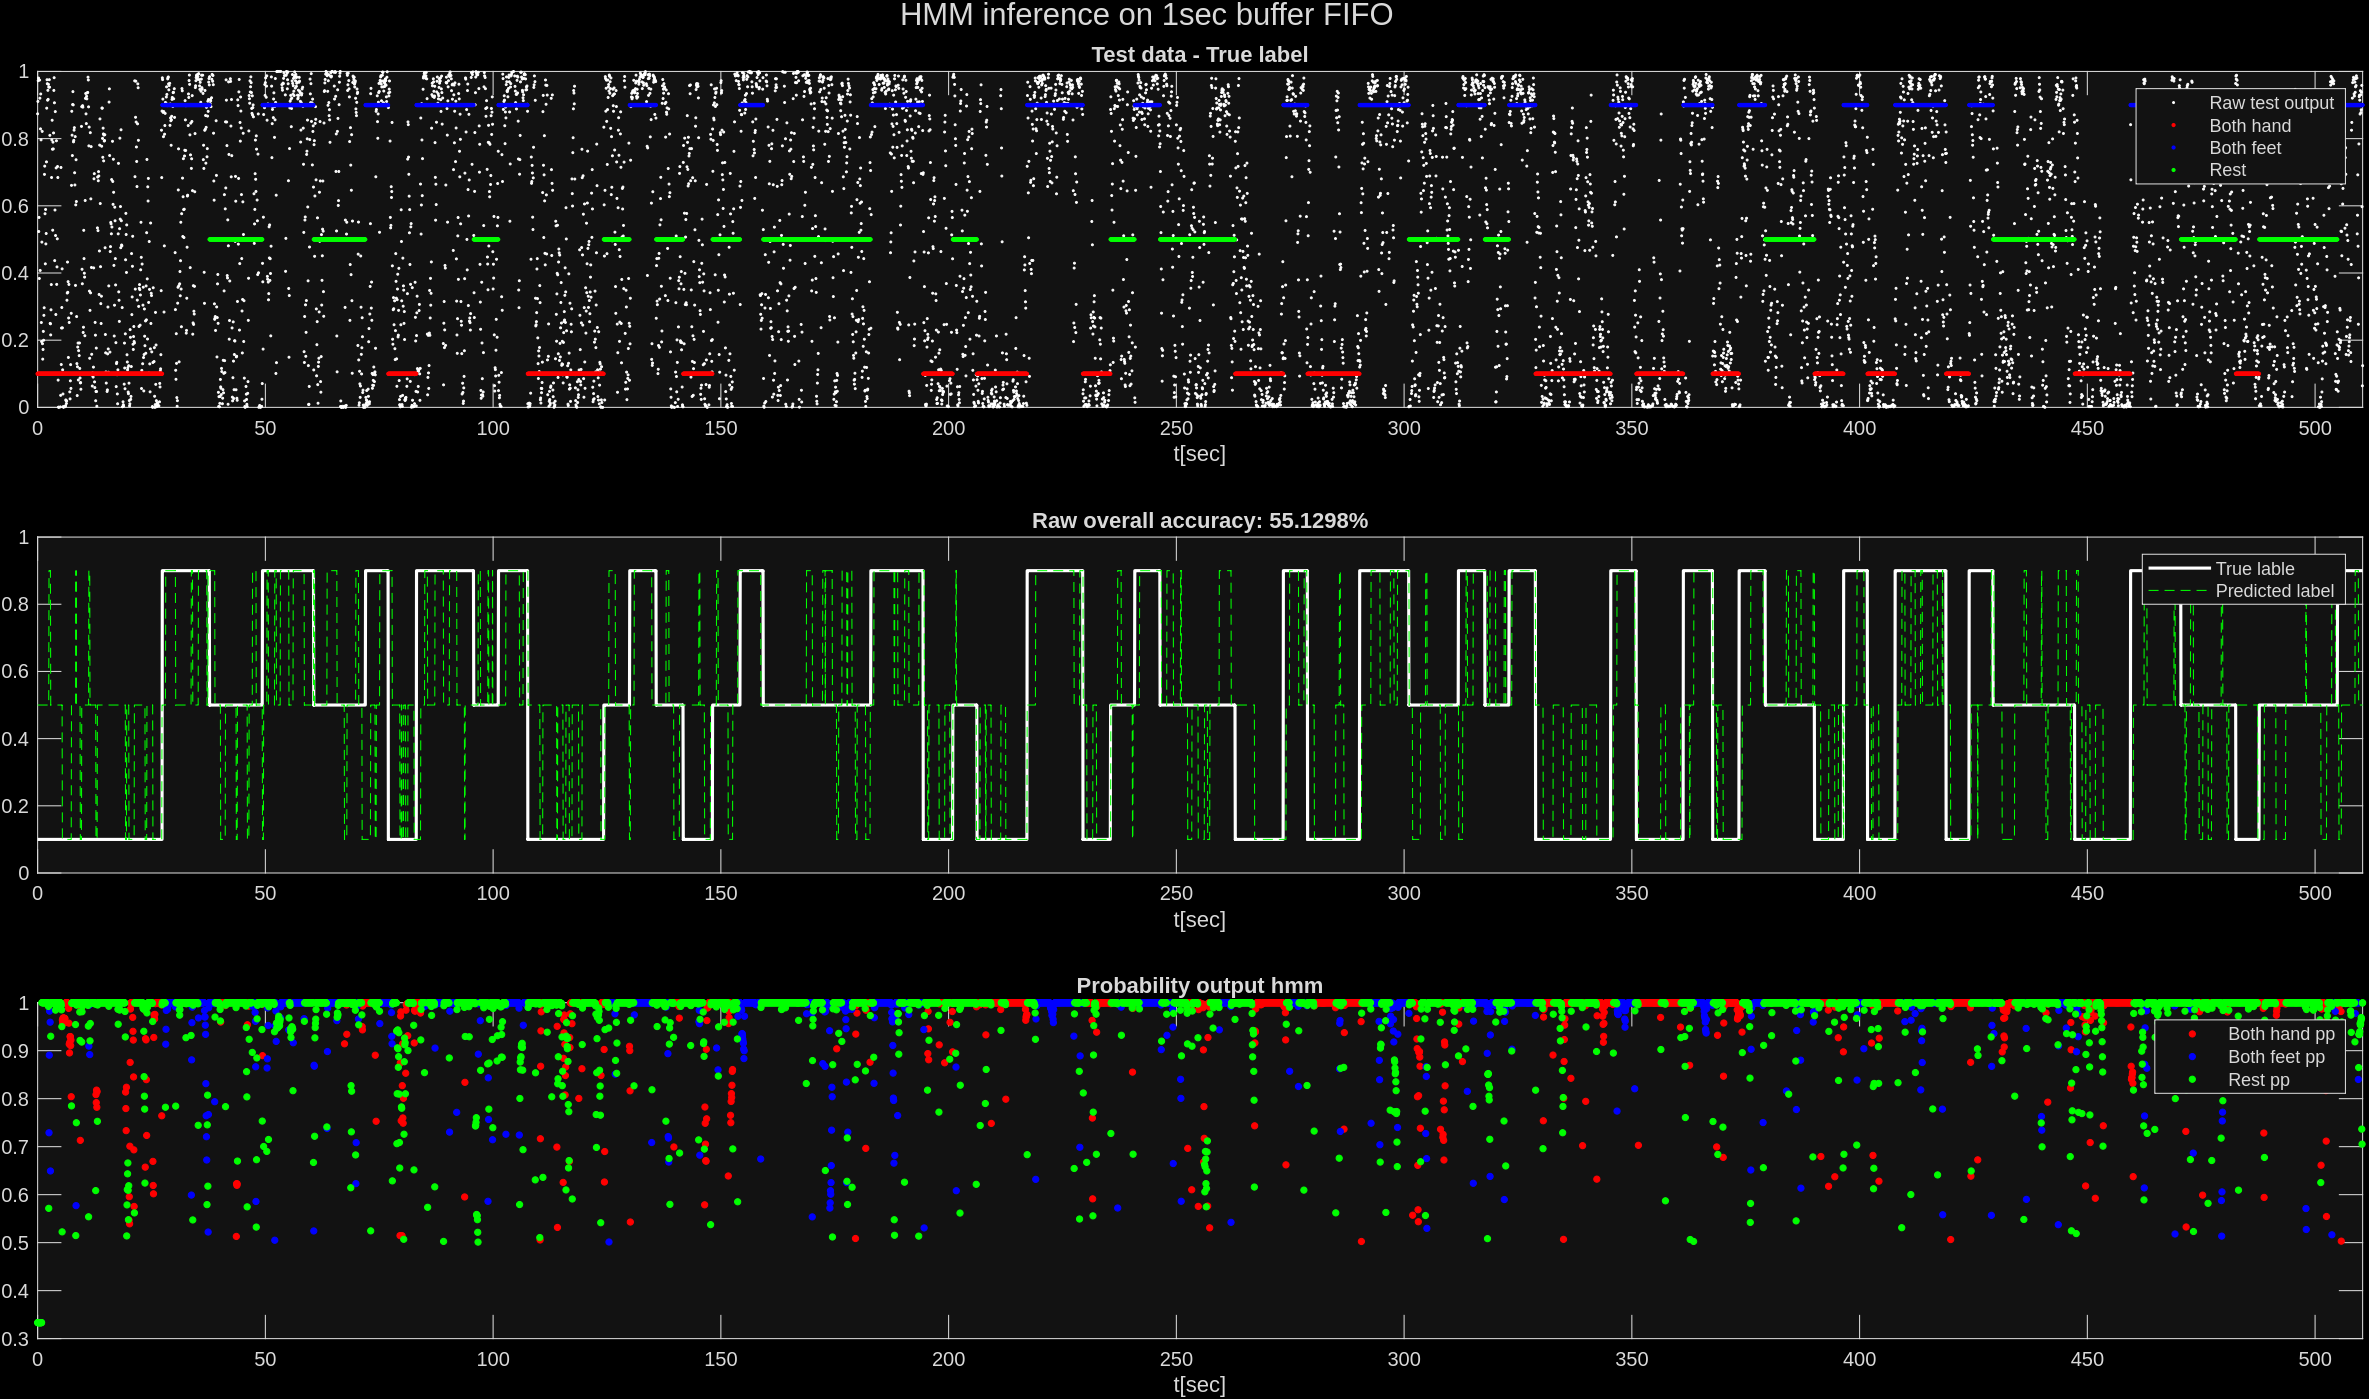 HMM inference on 1sec buffer FIFO
Test data - True label
1
0.8
0.6
0.4
0.2
0
Raw test output
Both hand
Both feet
Rest
0 50 100 150 200 250 300 350 400 450 500
t[sec]
Raw overall accuracy: 55.1298%
1
0.8
0.6
0.4
0.2
0
True lable
Predicted label
0 50 100 150 200 250 300 350 400 450 500
t[sec]
Probability output hmm
1
0.9
0.8
0.7
0.6
0.5
0.4
0.3
Both hand pp
Both feet pp
Rest pp
0 50 100 150 200 250 300 350 400 450 500
t[sec]